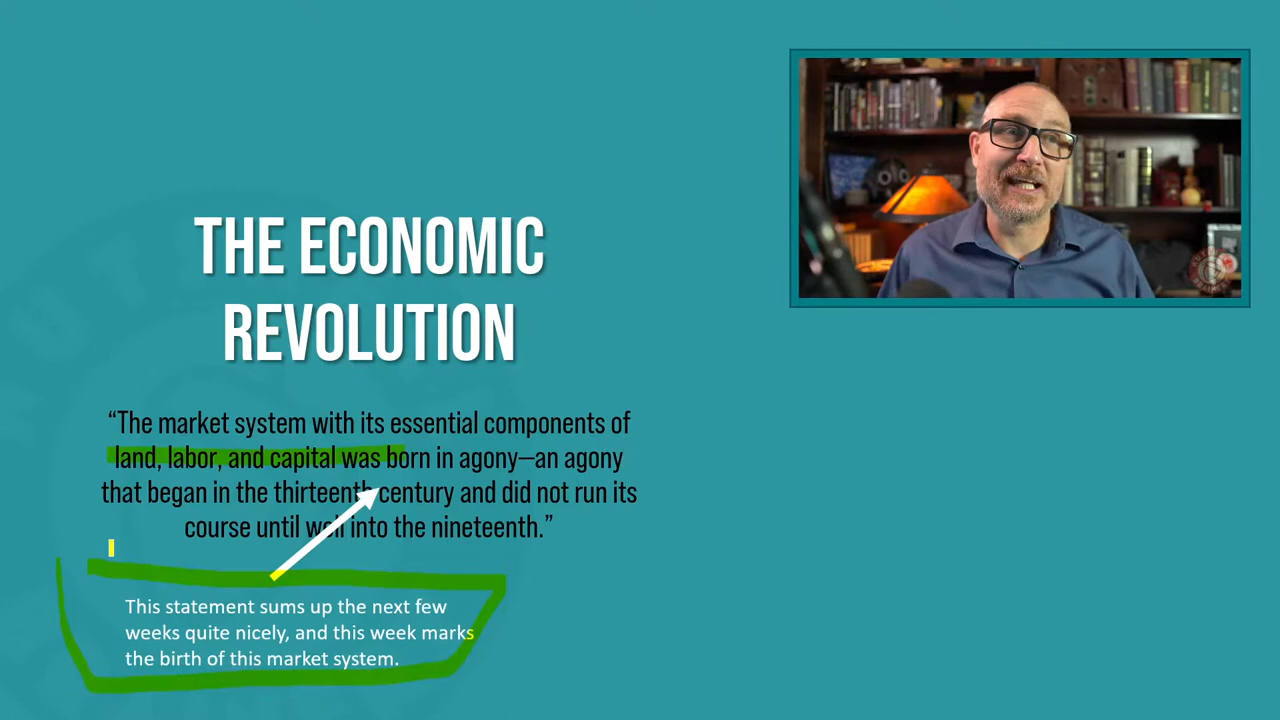 THE ECONOMIC
REVOLUTION
“The market system with its essential components of
land, labor, and capital was born in agony—an agony
that began in the thirteenth century and did not run its
course until well into the nineteenth.”
This statement sums up the next few
weeks quite nicely, and this week marks
the birth of this market system.